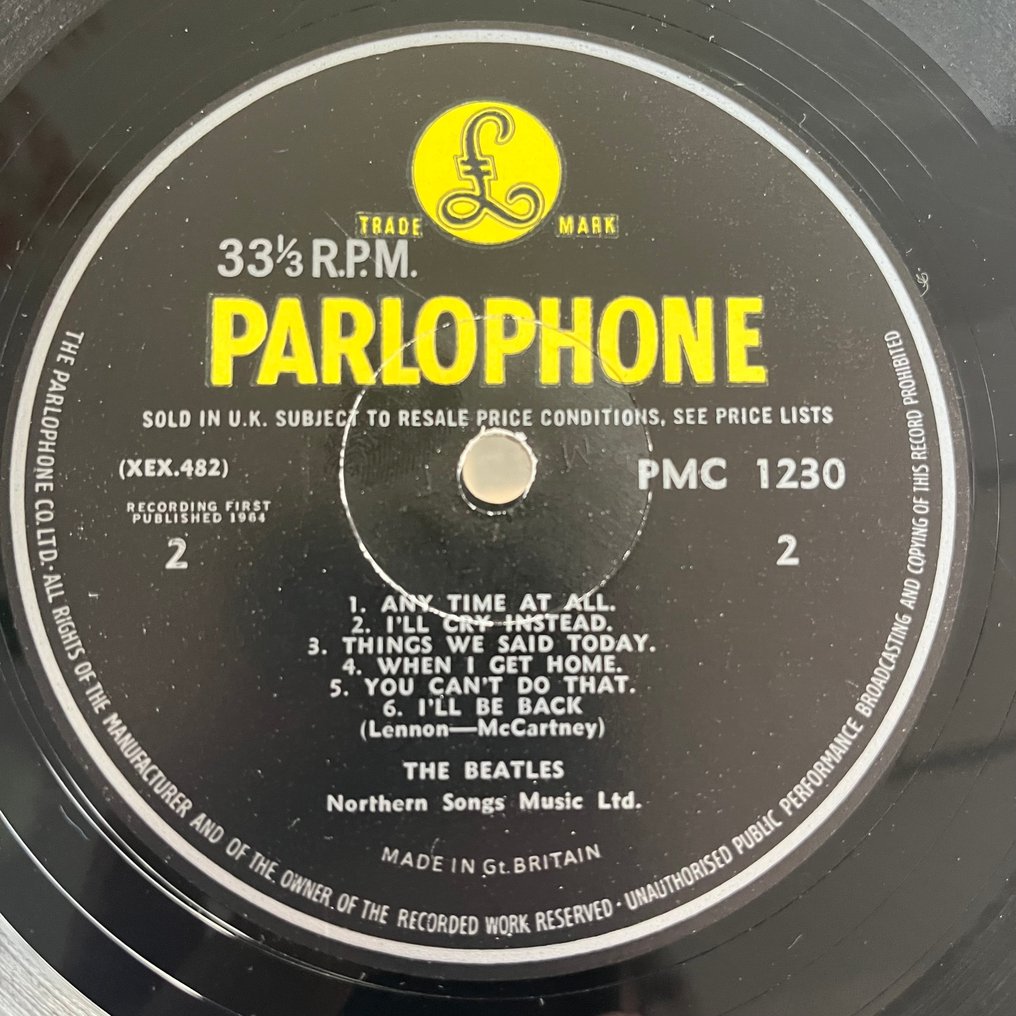 £
TRADE MARK
33⅓ R.P.M.
PARLOPHONE
SOLD IN U.K. SUBJECT TO RESALE PRICE CONDITIONS, SEE PRICE LISTS
(XEX.482)
PMC 1230
RECORDING FIRST
PUBLISHED 1964
2
2
1. ANY TIME AT ALL.
2. I'LL CRY INSTEAD.
3. THINGS WE SAID TODAY.
4. WHEN I GET HOME.
5. YOU CAN'T DO THAT.
6. I'LL BE BACK
(Lennon—McCartney)
THE BEATLES
Northern Songs Music Ltd.
MADE IN Gt. BRITAIN
THE PARLOPHONE CO. LTD. · ALL RIGHTS OF THE MANUFACTURER AND OF THE OWNER OF THE RECORDED WORK RESERVED · UNAUTHORISED PUBLIC PERFORMANCE BROADCASTING AND COPYING OF THIS RECORD PROHIBITED